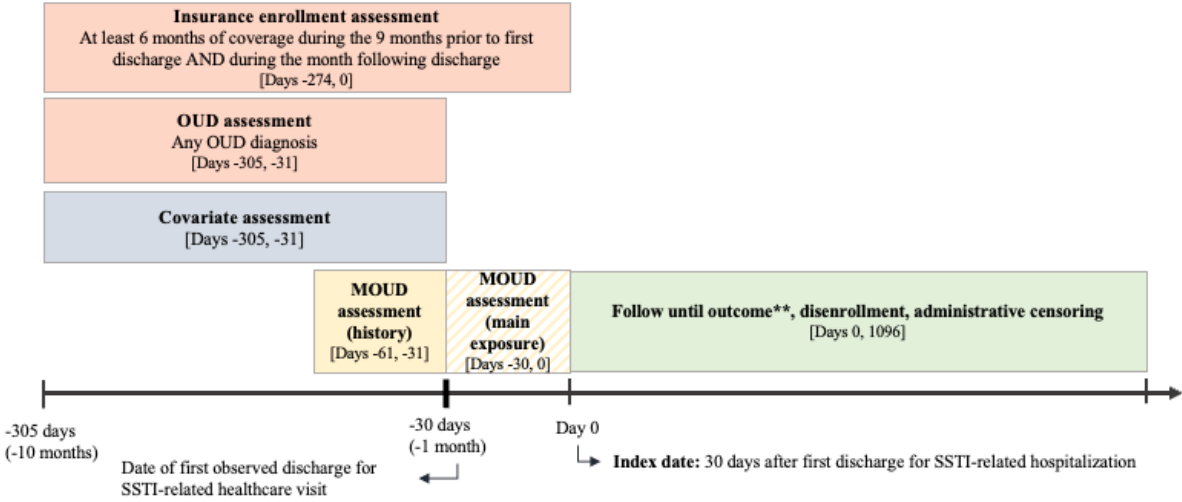 Insurance enrollment assessment
At least 6 months of coverage during the 9 months prior to first
discharge AND during the month following discharge
[Days -274, 0]
OUD assessment
Any OUD diagnosis
[Days -305, -31]
Covariate assessment
[Days -305, -31]
MOUD
assessment
(history)
[Days -61, -31]
MOUD
assessment
(main
exposure)
[Days -30, 0]
Follow until outcome**, disenrollment, administrative censoring
[Days 0, 1096]
-305 days
(-10 months)
-30 days
(-1 month)
Day 0
Date of first observed discharge for
SSTI-related healthcare visit
Index date: 30 days after first discharge for SSTI-related hospitalization